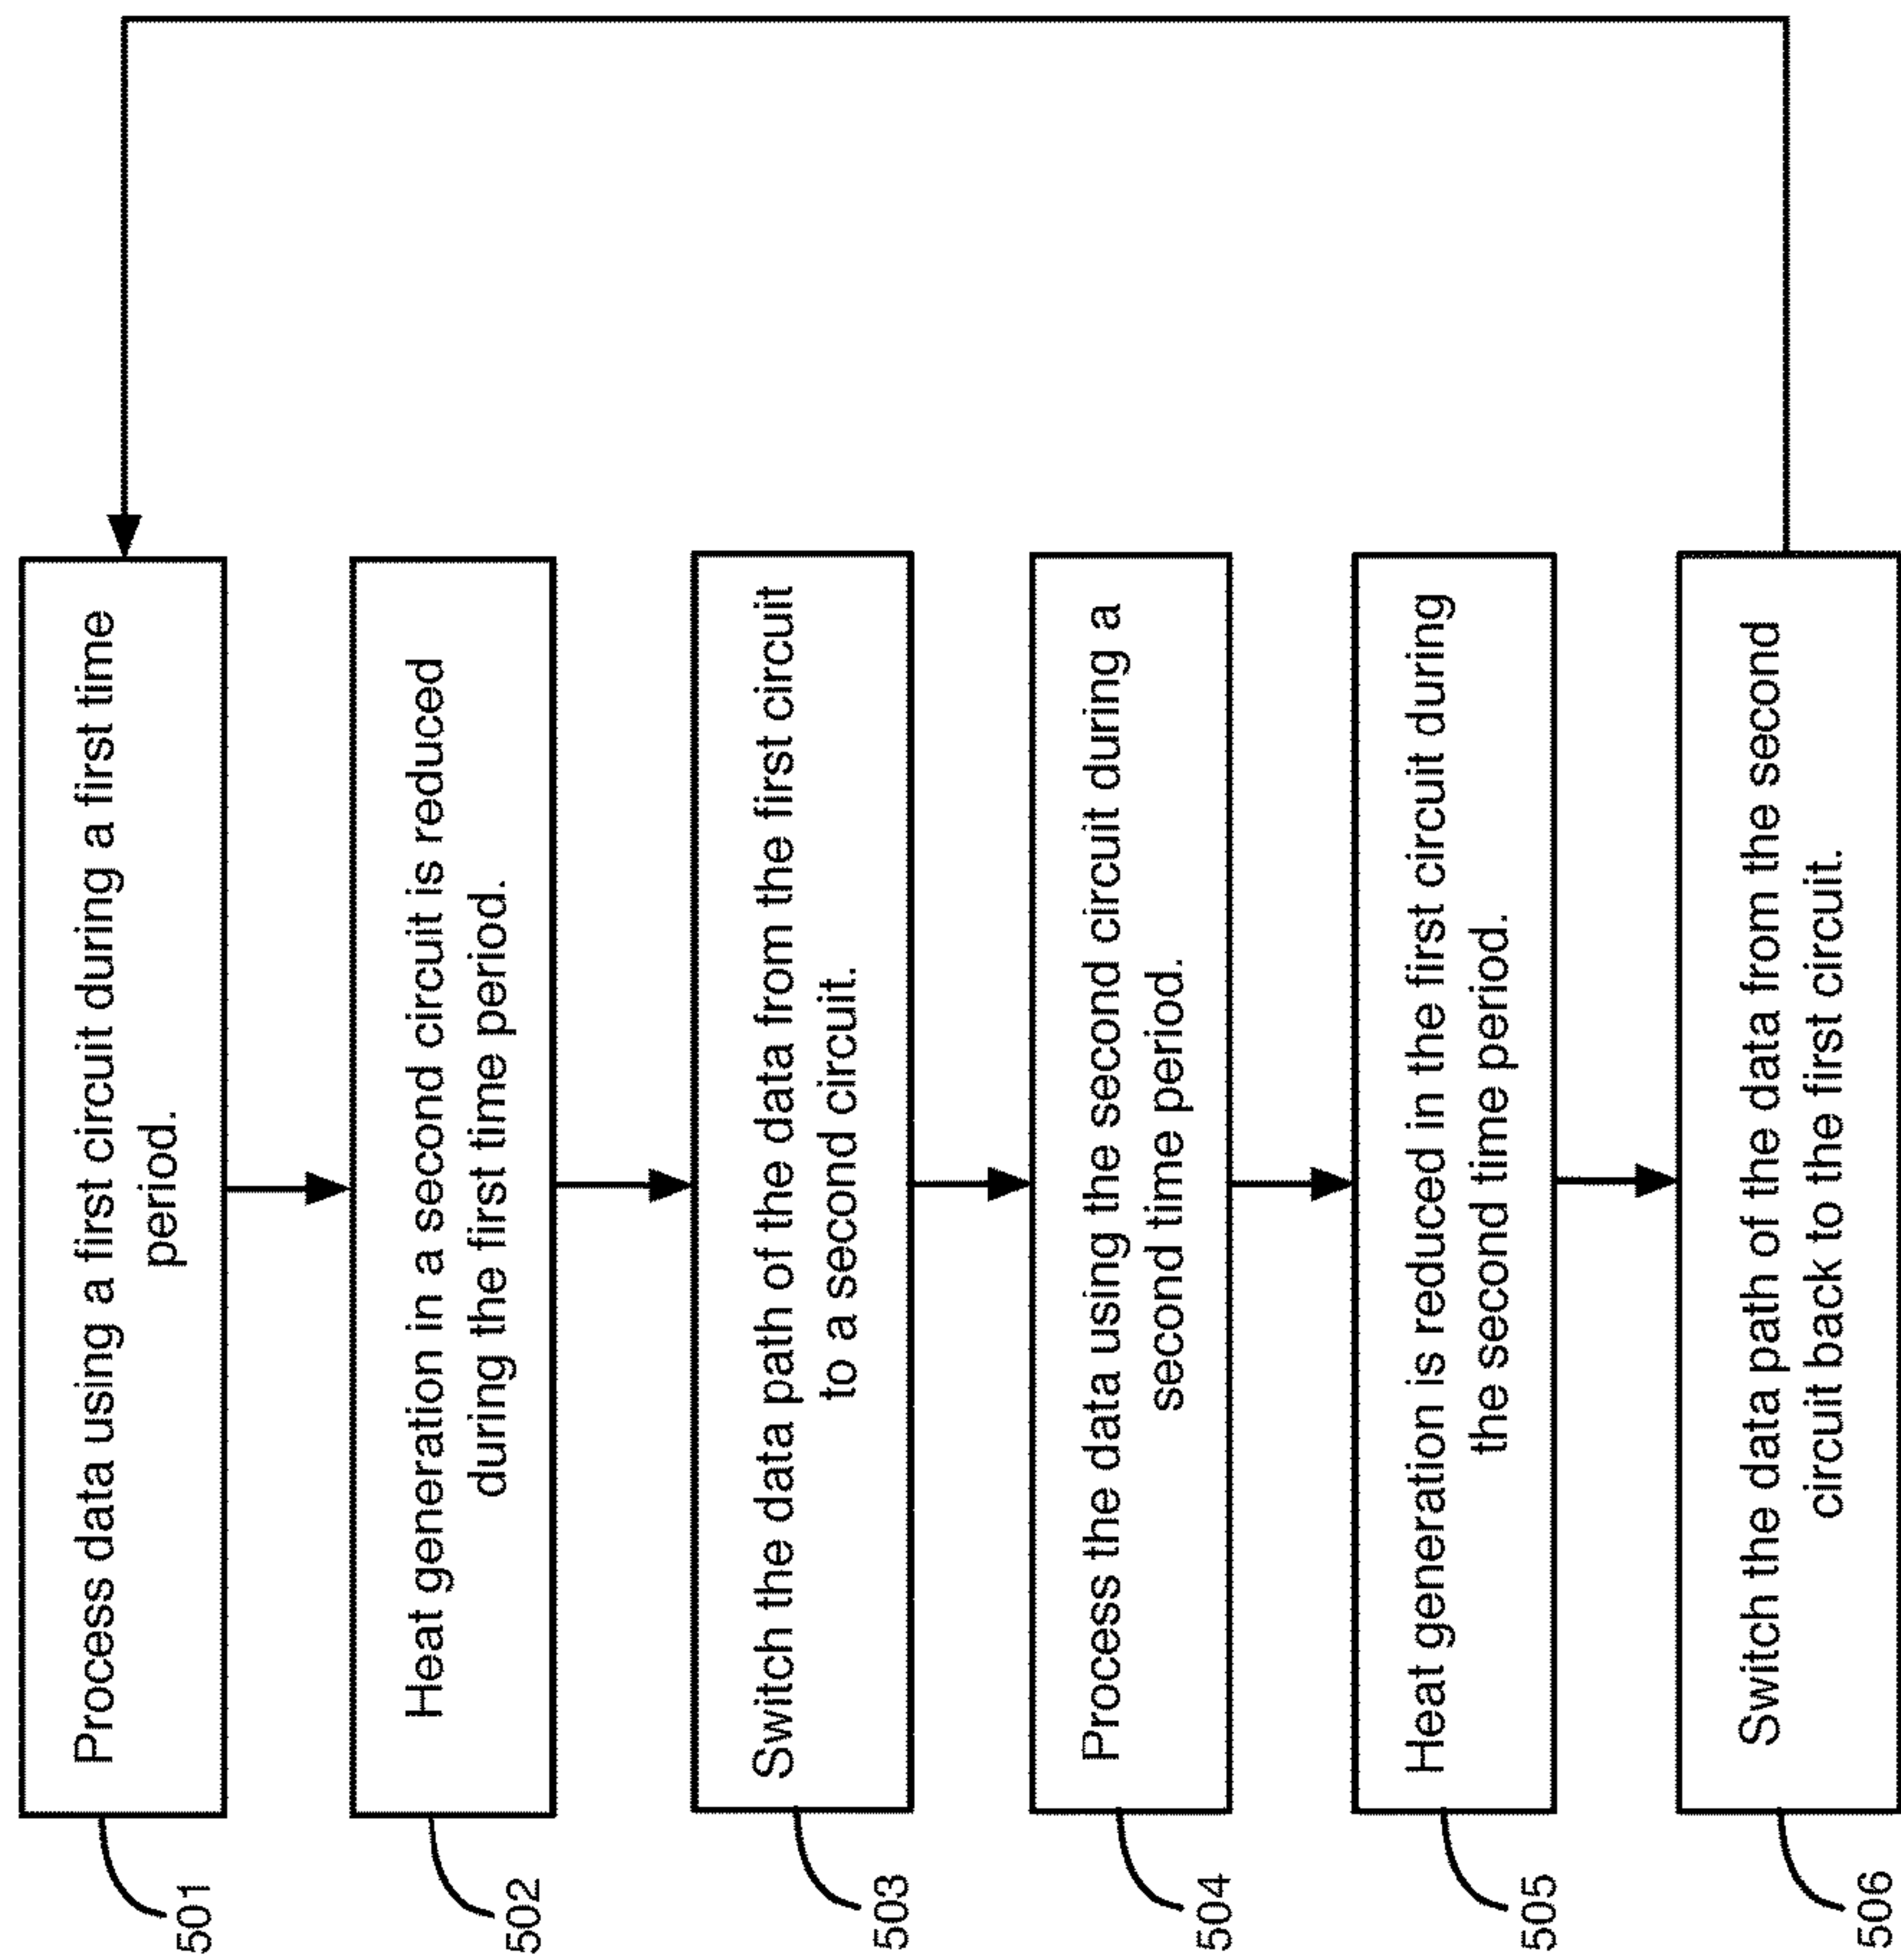 501
Process data using a first circuit during a first time
period.
502
Heat generation in a second circuit is reduced
during the first time period.
503
Switch the data path of the data from the first circuit
to a second circuit.
504
Process the data using the second circuit during a
second time period.
505
Heat generation is reduced in the first circuit during
the second time period.
506
Switch the data path of the data from the second
circuit back to the first circuit.